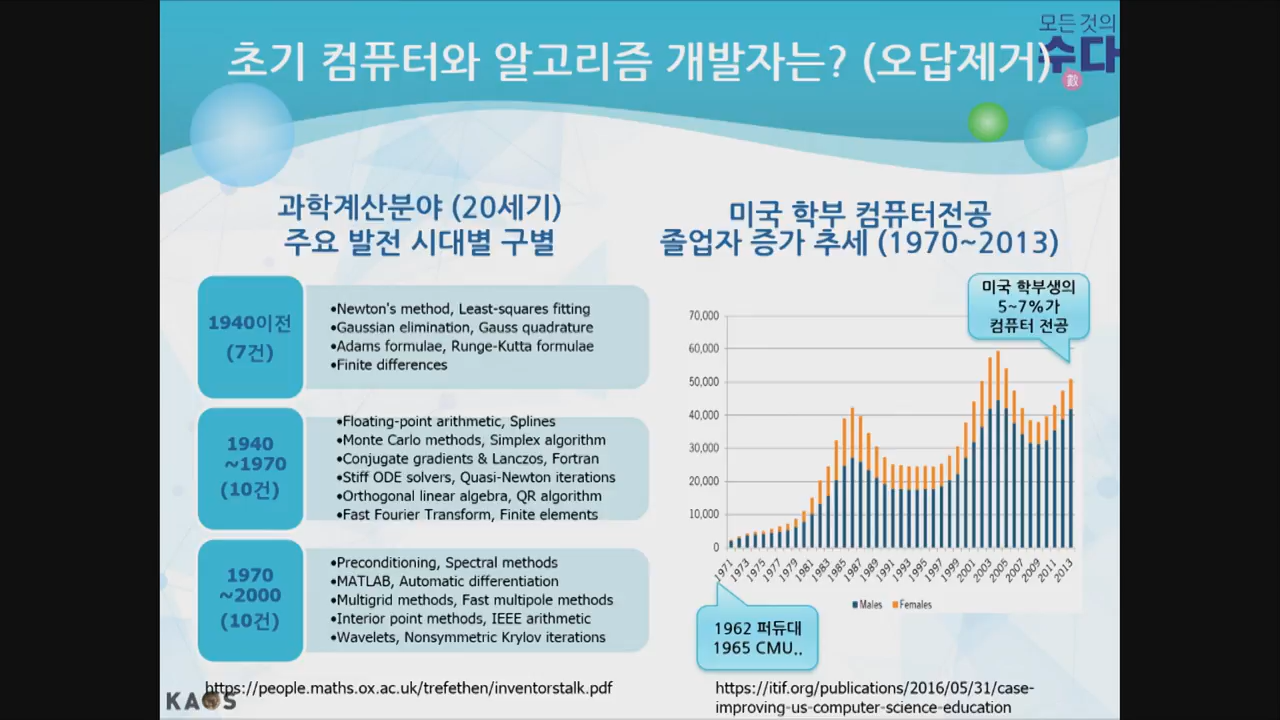 모든 것의
수다
數
초기 컴퓨터와 알고리즘 개발자는? (오답제거)
과학계산분야 (20세기)
주요 발전 시대별 구별
1940이전
(7건)
•Newton's method, Least-squares fitting
•Gaussian elimination, Gauss quadrature
•Adams formulae, Runge-Kutta formulae
•Finite differences
1940
~1970
(10건)
•Floating-point arithmetic, Splines
•Monte Carlo methods, Simplex algorithm
•Conjugate gradients & Lanczos, Fortran
•Stiff ODE solvers, Quasi-Newton iterations
•Orthogonal linear algebra, QR algorithm
•Fast Fourier Transform, Finite elements
1970
~2000
(10건)
•Preconditioning, Spectral methods
•MATLAB, Automatic differentiation
•Multigrid methods, Fast multipole methods
•Interior point methods, IEEE arithmetic
•Wavelets, Nonsymmetric Krylov iterations
https://people.maths.ox.ac.uk/trefethen/inventorstalk.pdf
KAOS
미국 학부 컴퓨터전공
졸업자 증가 추세 (1970~2013)
미국 학부생의
5~7%가
컴퓨터 전공
70,000
60,000
50,000
40,000
30,000
20,000
10,000
0
1971 1973 1975 1977 1979 1981 1983 1985 1987 1989 1991 1993 1995 1997 1999 2001 2003 2005 2007 2009 2011 2013
Males Females
1962 퍼듀대
1965 CMU..
https://itif.org/publications/2016/05/31/case-
improving-us-computer-science-education